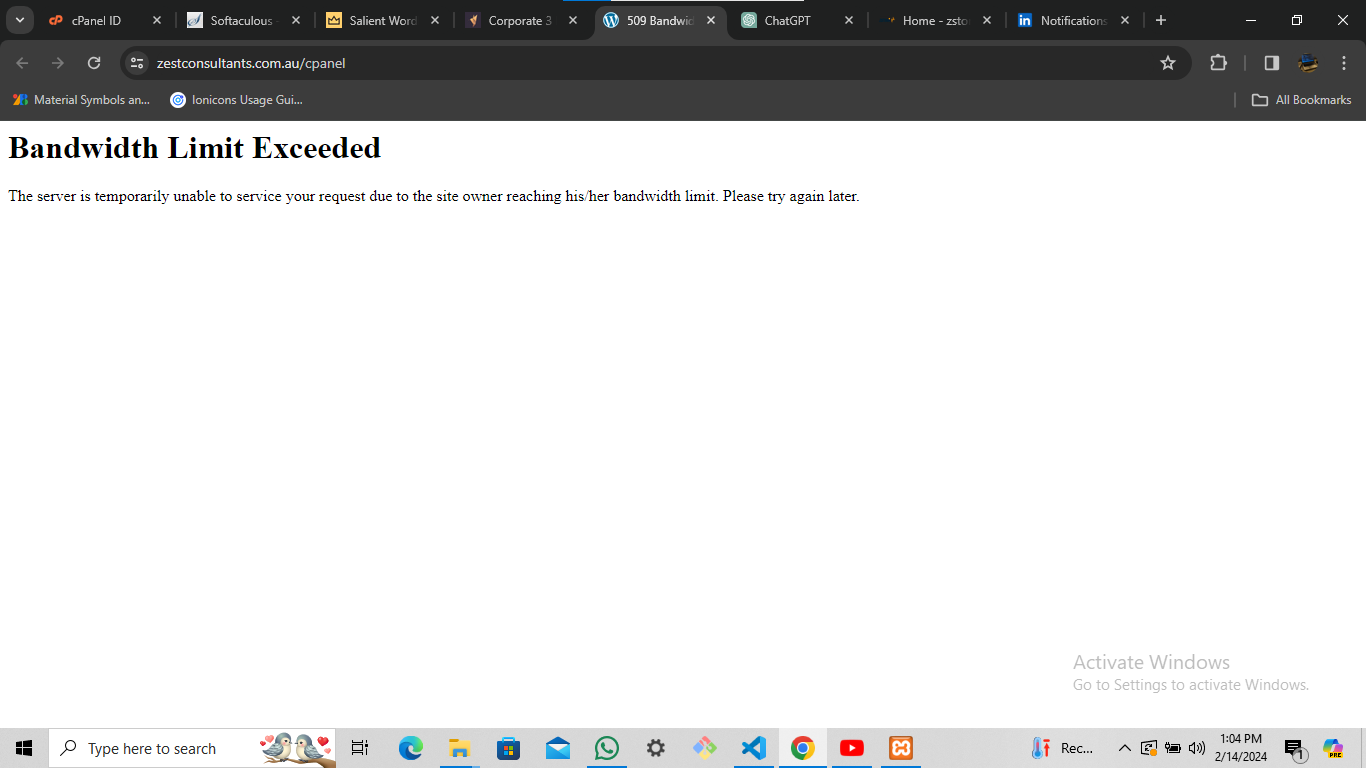 cPanel ID
Softaculous -
Salient Word
Corporate 3
509 Bandwid
ChatGPT
Home - zsto
Notifications
zestconsultants.com.au/cpanel
Material Symbols an...
Ionicons Usage Gui...
All Bookmarks
Bandwidth Limit Exceeded
The server is temporarily unable to service your request due to the site owner reaching his/her bandwidth limit. Please try again later.
Activate Windows
Go to Settings to activate Windows.
Type here to search
Rec...
1:04 PM
2/14/2024
1
PRE